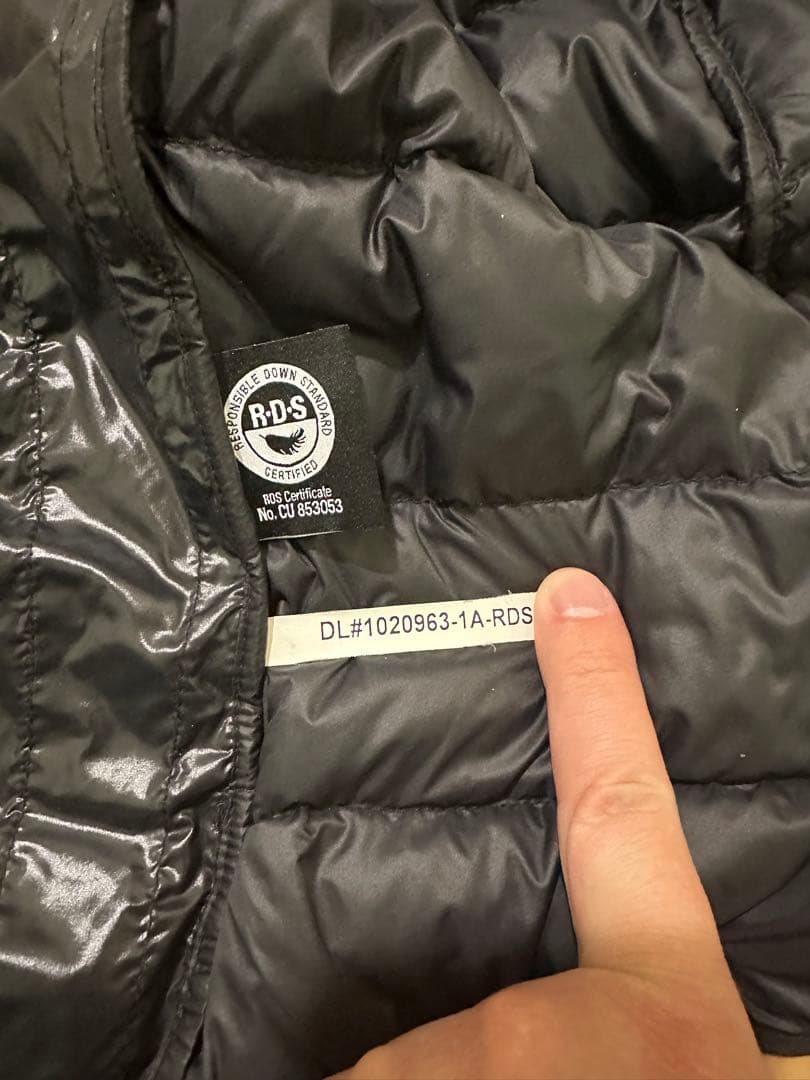 RESPONSIBLE DOWN STANDARD
R·D·S
CERTIFIED
RDS Certificate
No. CU 853053
DL#1020963-1A-RDS